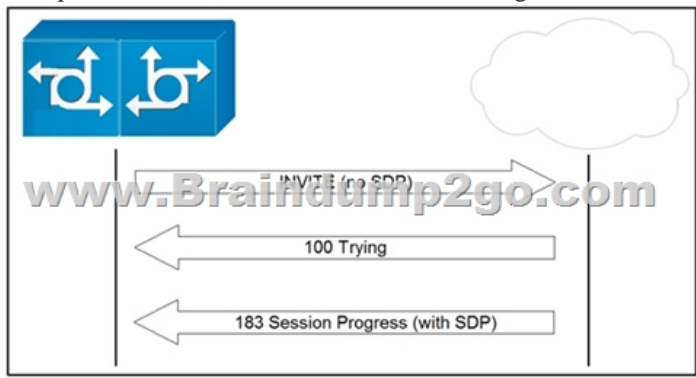 INVITE (no SDP)
www.Braindump2go.com
100 Trying
183 Session Progress (with SDP)